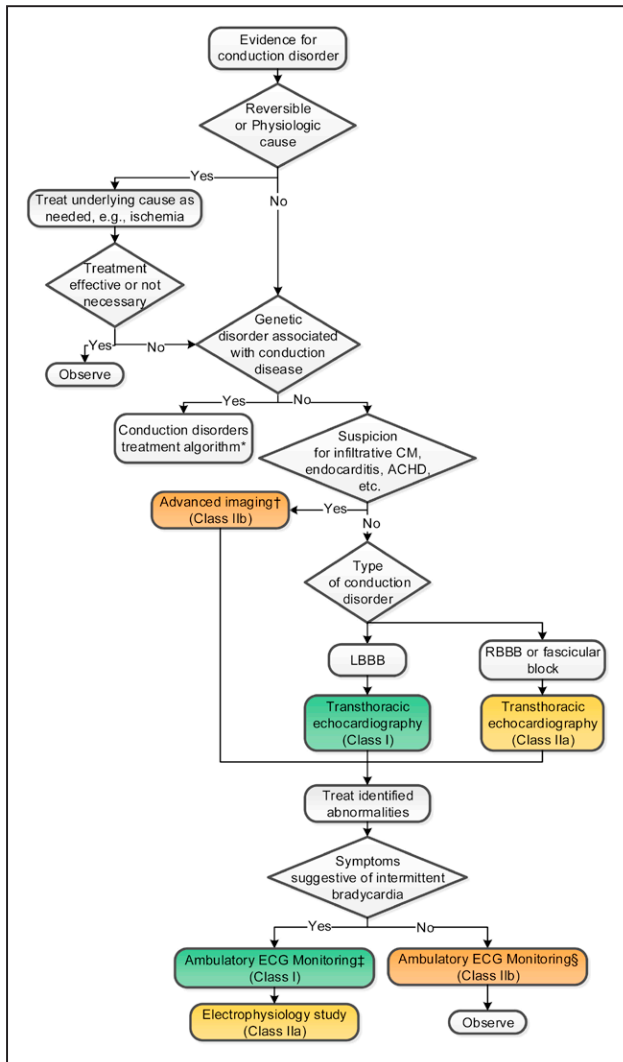 Evidence for
conduction disorder
Reversible
or Physiologic
cause
Yes
No
Treat underlying cause as
needed, e.g., ischemia
Treatment
effective or not
necessary
Yes
No
Observe
Genetic
disorder associated
with conduction
disease
Yes
No
Conduction disorders
treatment algorithm*
Suspicion
for infiltrative CM,
endocarditis, ACHD,
etc.
Advanced imaging†
(Class IIb)
Yes
No
Type
of conduction
disorder
LBBB
RBBB or fascicular
block
Transthoracic
echocardiography
(Class I)
Transthoracic
echocardiography
(Class IIa)
Treat identified
abnormalities
Symptoms
suggestive of intermittent
bradycardia
Yes
No
Ambulatory ECG Monitoring‡
(Class I)
Ambulatory ECG Monitoring§
(Class IIb)
Electrophysiology study
(Class IIa)
Observe